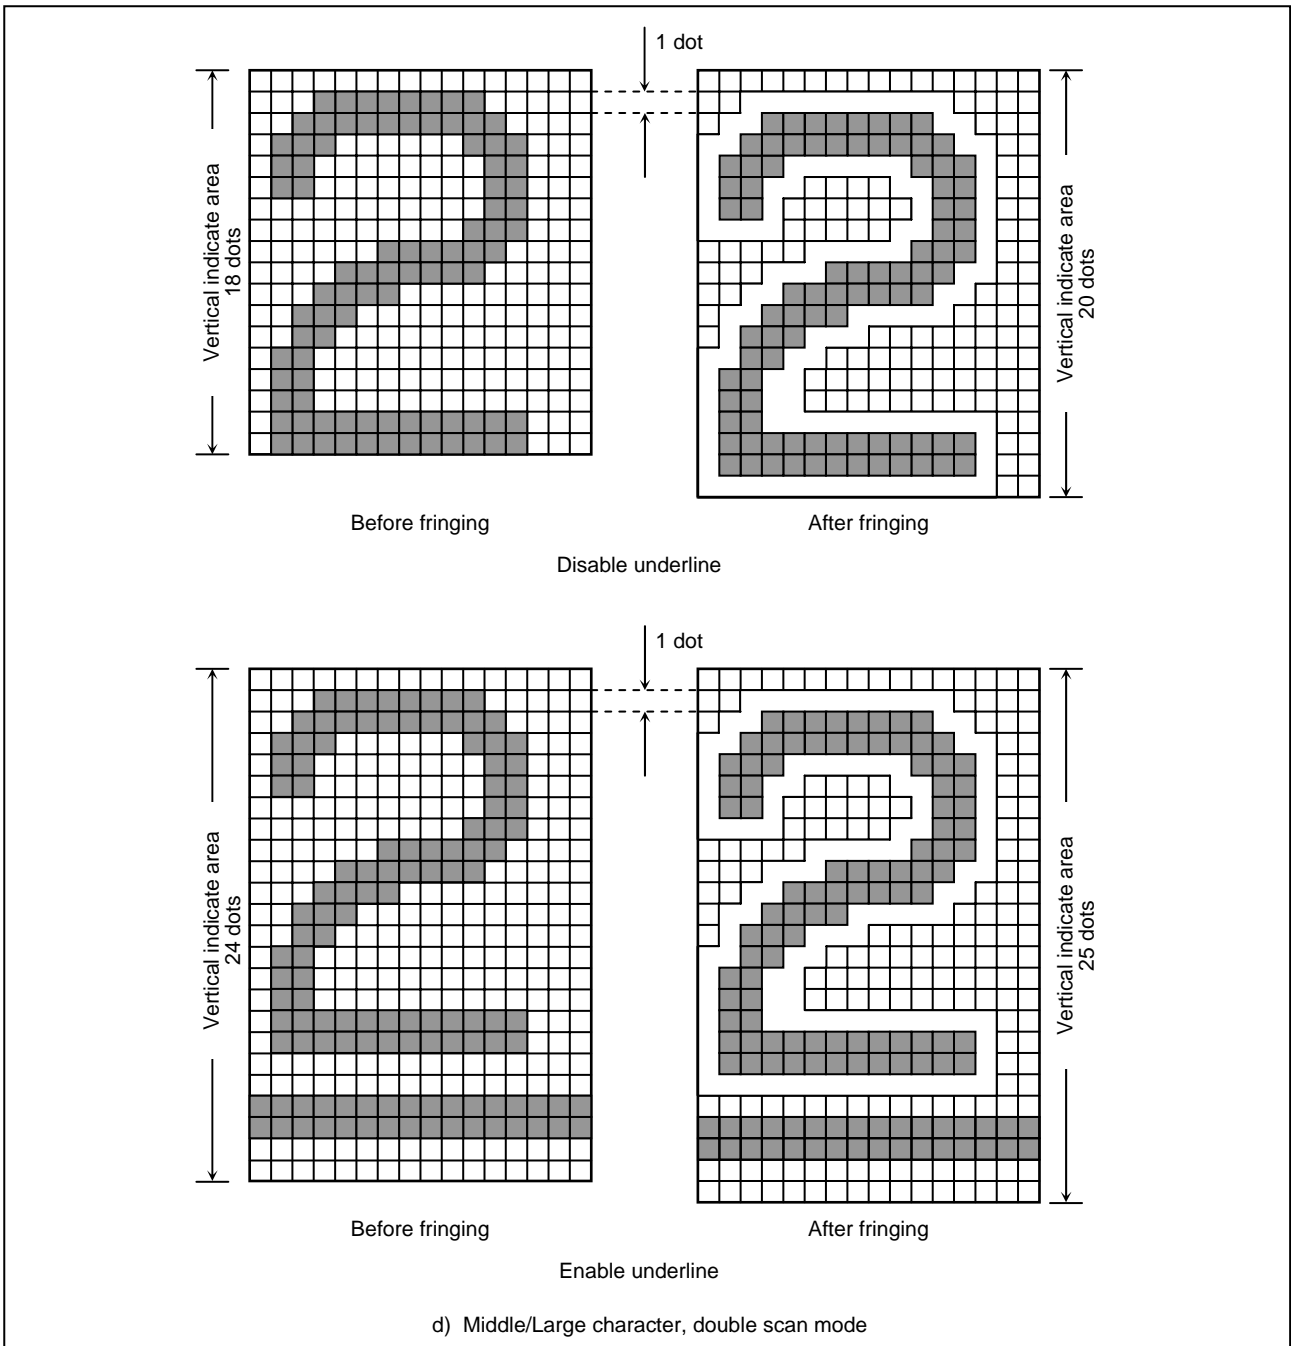 1 dot
Vertical indicate area
18 dots
Vertical indicate area
20 dots
Before fringing
After fringing
Disable underline
1 dot
Vertical indicate area
24 dots
Vertical indicate area
25 dots
Before fringing
After fringing
Enable underline
d) Middle/Large character, double scan mode